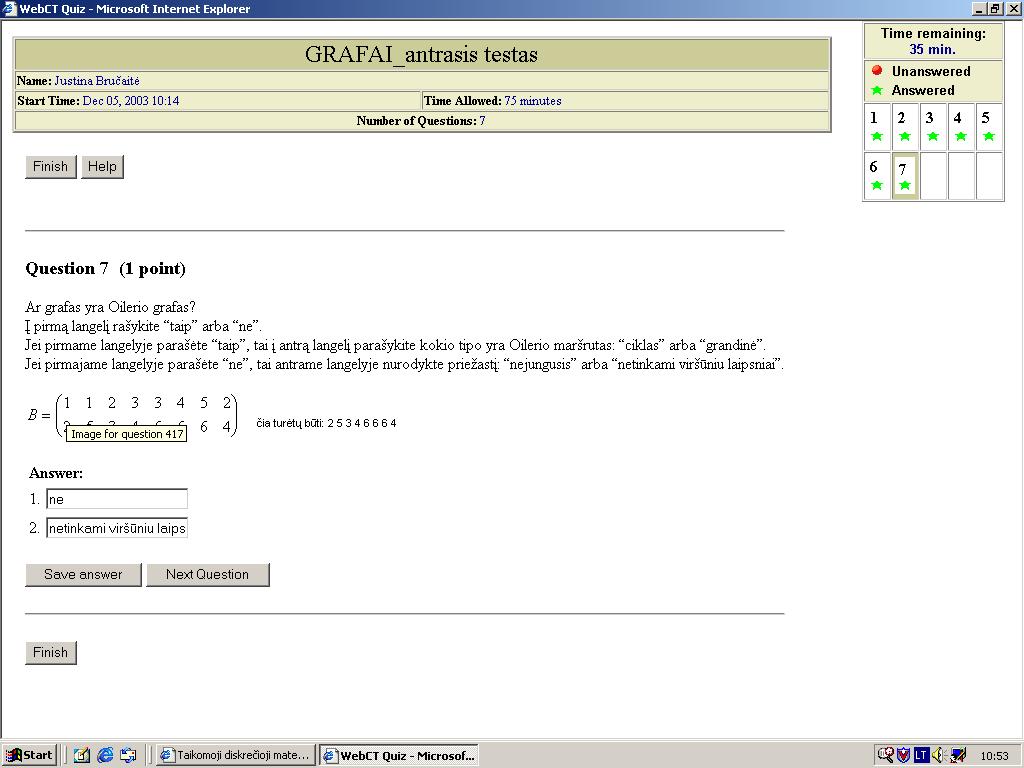 WebCT Quiz - Microsoft Internet Explorer
GRAFAI_antrasis testas
Name: Justina Bručaitė
Start Time: Dec 05, 2003 10:14 Time Allowed: 75 minutes
Number of Questions: 7
Time remaining:
35 min.
Unanswered
Answered
1 2 3 4 5
6 7
Finish Help
Question 7 (1 point)
Ar grafas yra Oilerio grafas?
Į pirmą langelį rašykite “taip” arba “ne”.
Jei pirmame langelyje parašėte “taip”, tai į antrą langelį parašykite kokio tipo yra Oilerio maršrutas: “ciklas” arba “grandinė”.
Jei pirmajame langelyje parašėte “ne”, tai antrame langelyje nurodykte priežastį: “nejungusis” arba “netinkami viršūniu laipsniai”.
1 1 2 3 3 4 5 2
B =
6 4
čia turėtų būti: 2 5 3 4 6 6 6 4
Image for question 417
Answer:
1. ne
2. netinkami viršūniu laips
Save answer Next Question
Finish
Start Taikomoji diskrečioji mate... WebCT Quiz - Microsof... LT 10:53